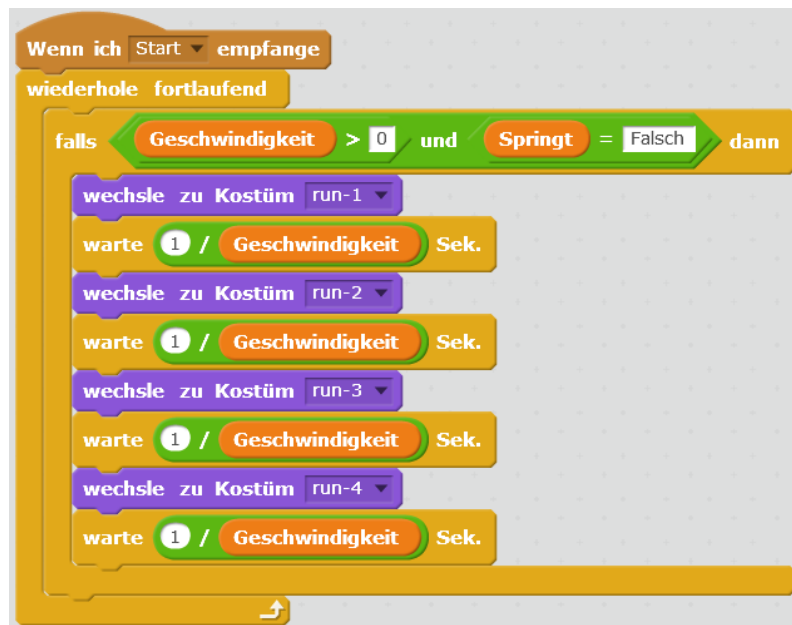 Wenn ich Start empfange
wiederhole fortlaufend
falls Geschwindigkeit > 0 und Springt = Falsch dann
wechsle zu Kostüm run-1
warte 1 / Geschwindigkeit Sek.
wechsle zu Kostüm run-2
warte 1 / Geschwindigkeit Sek.
wechsle zu Kostüm run-3
warte 1 / Geschwindigkeit Sek.
wechsle zu Kostüm run-4
warte 1 / Geschwindigkeit Sek.